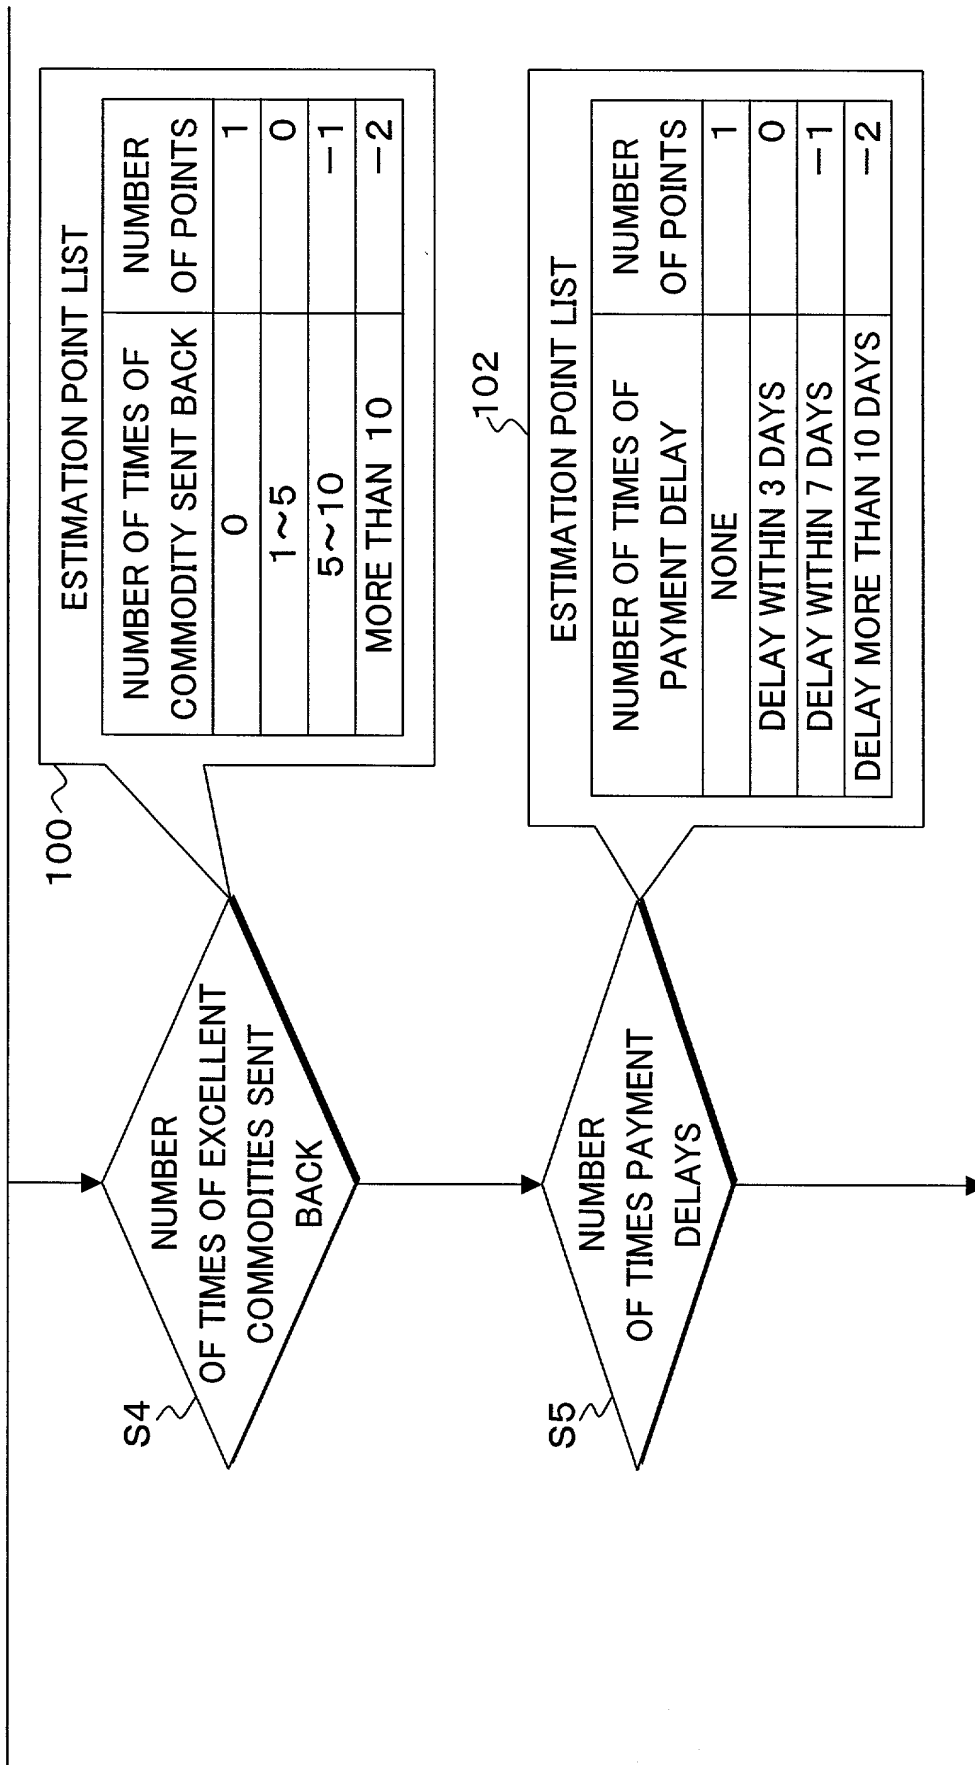 S4
NUMBER
OF TIMES OF EXCELLENT
COMMODITIES SENT
BACK
100
ESTIMATION POINT LIST
NUMBER OF TIMES OF
COMMODITY SENT BACK
NUMBER
OF POINTS
0 1
1~5 0
5~10 −1
MORE THAN 10 −2
S5
NUMBER
OF TIMES PAYMENT
DELAYS
102
ESTIMATION POINT LIST
NUMBER OF TIMES OF
PAYMENT DELAY
NUMBER
OF POINTS
NONE 1
DELAY WITHIN 3 DAYS 0
DELAY WITHIN 7 DAYS −1
DELAY MORE THAN 10 DAYS −2